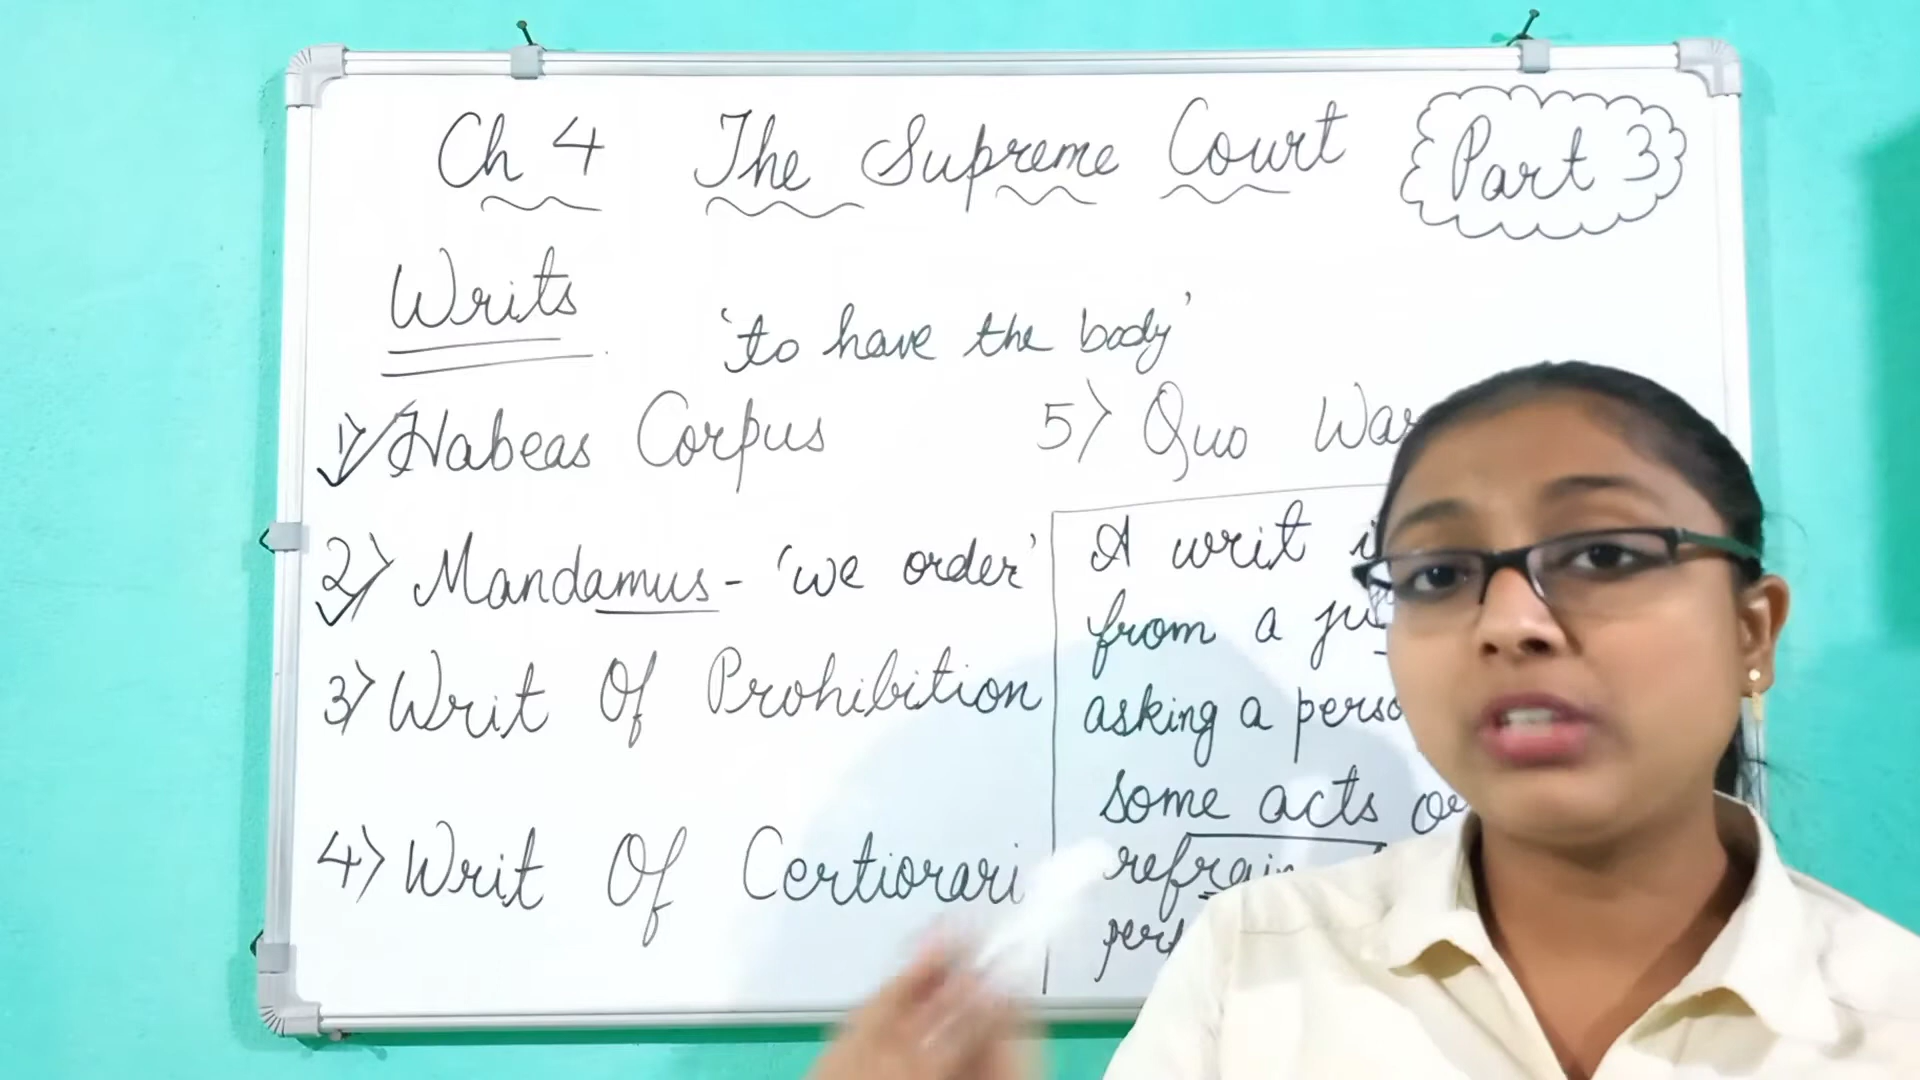 Ch 4 The Supreme Court Part 3
Writs
'to have the body'
1) Habeas Corpus
2) Mandamus - 'we order'
3) Writ Of Prohibition
4) Writ Of Certiorari
5) Quo
A writ
from a
asking a
some acts